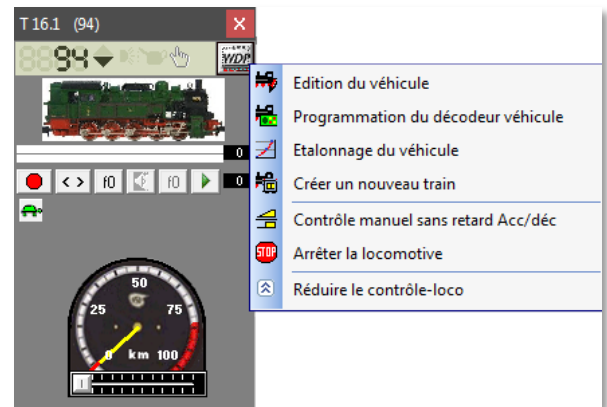 T 16.1 (94)
94
WDP
0
< > f0 f0 0
50
25 75
0 km 100
Edition du véhicule
Programmation du décodeur véhicule
Etalonnage du véhicule
Créer un nouveau train
Contrôle manuel sans retard Acc/déc
STOP Arrêter la locomotive
Réduire le contrôle-loco